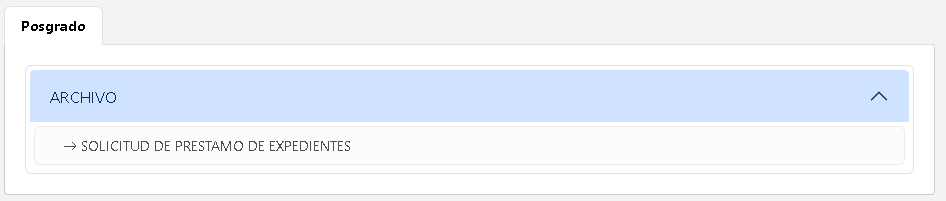 Posgrado
ARCHIVO
→ SOLICITUD DE PRESTAMO DE EXPEDIENTES